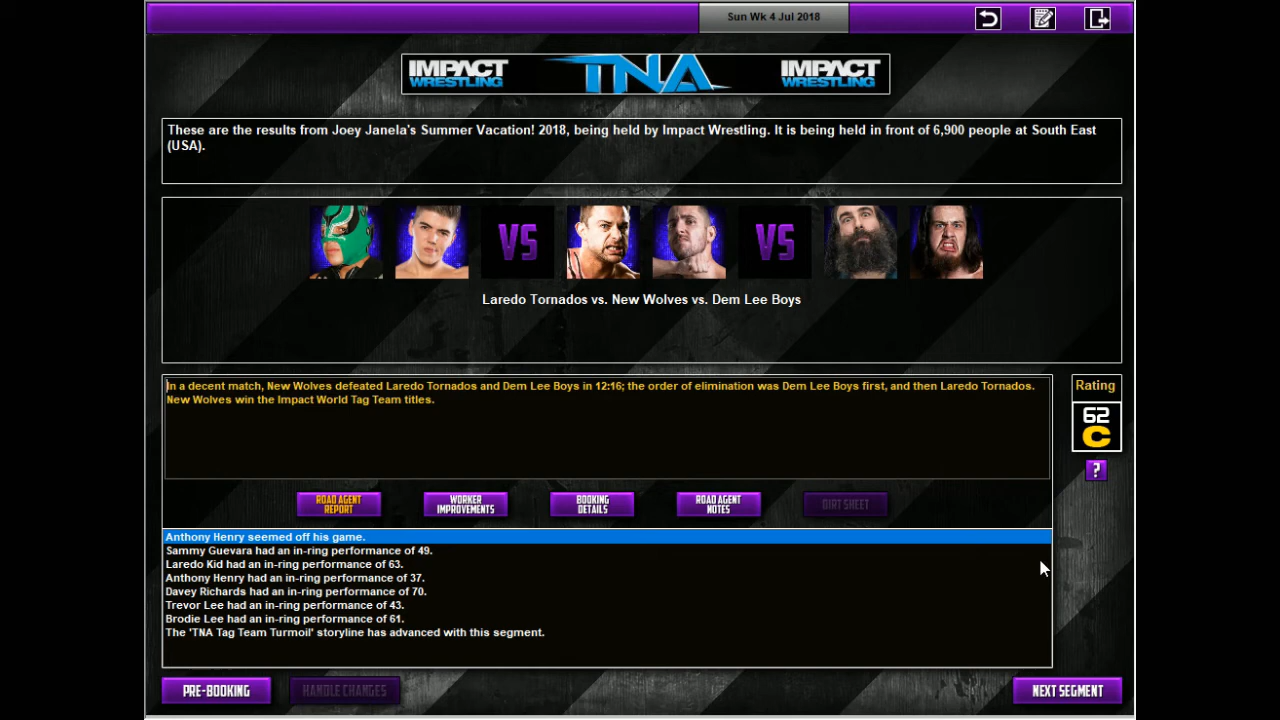 Sun Wk 4 Jul 2018
IMPACT WRESTLING TNA IMPACT WRESTLING
These are the results from Joey Janela's Summer Vacation! 2018, being held by Impact Wrestling. It is being held in front of 6,900 people at South East
(USA).
VS VS
Laredo Tornados vs. New Wolves vs. Dem Lee Boys
In a decent match, New Wolves defeated Laredo Tornados and Dem Lee Boys in 12:16; the order of elimination was Dem Lee Boys first, and then Laredo Tornados.
New Wolves win the Impact World Tag Team titles.
Rating
62
C
?
ROAD AGENT REPORT
WORKER IMPROVEMENTS
BOOKING DETAILS
ROAD AGENT NOTES
DIRT SHEET
Anthony Henry seemed off his game.
Sammy Guevara had an in-ring performance of 49.
Laredo Kid had an in-ring performance of 63.
Anthony Henry had an in-ring performance of 37.
Davey Richards had an in-ring performance of 70.
Trevor Lee had an in-ring performance of 43.
Brodie Lee had an in-ring performance of 61.
The 'TNA Tag Team Turmoil' storyline has advanced with this segment.
PRE-BOOKING
HANDLE CHANGES
NEXT SEGMENT